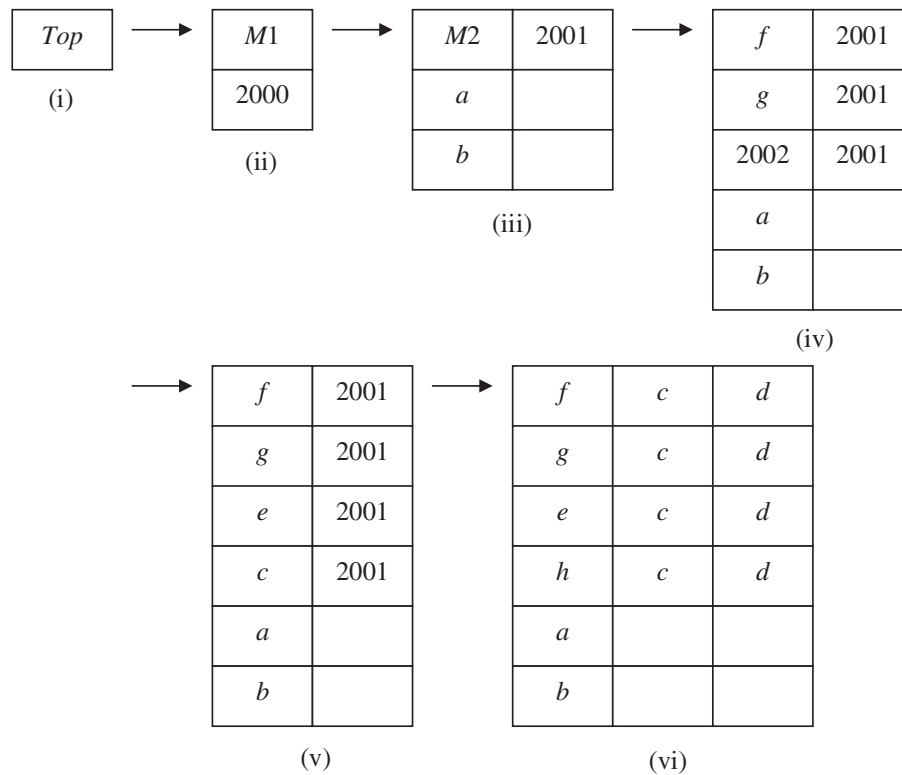 Top
(i)
M1
2000
(ii)
M2 2001
a
b
(iii)
f 2001
g 2001
2002 2001
a
b
(iv)
f 2001
g 2001
e 2001
c 2001
a
b
(v)
f c d
g c d
e c d
h c d
a
b
(vi)